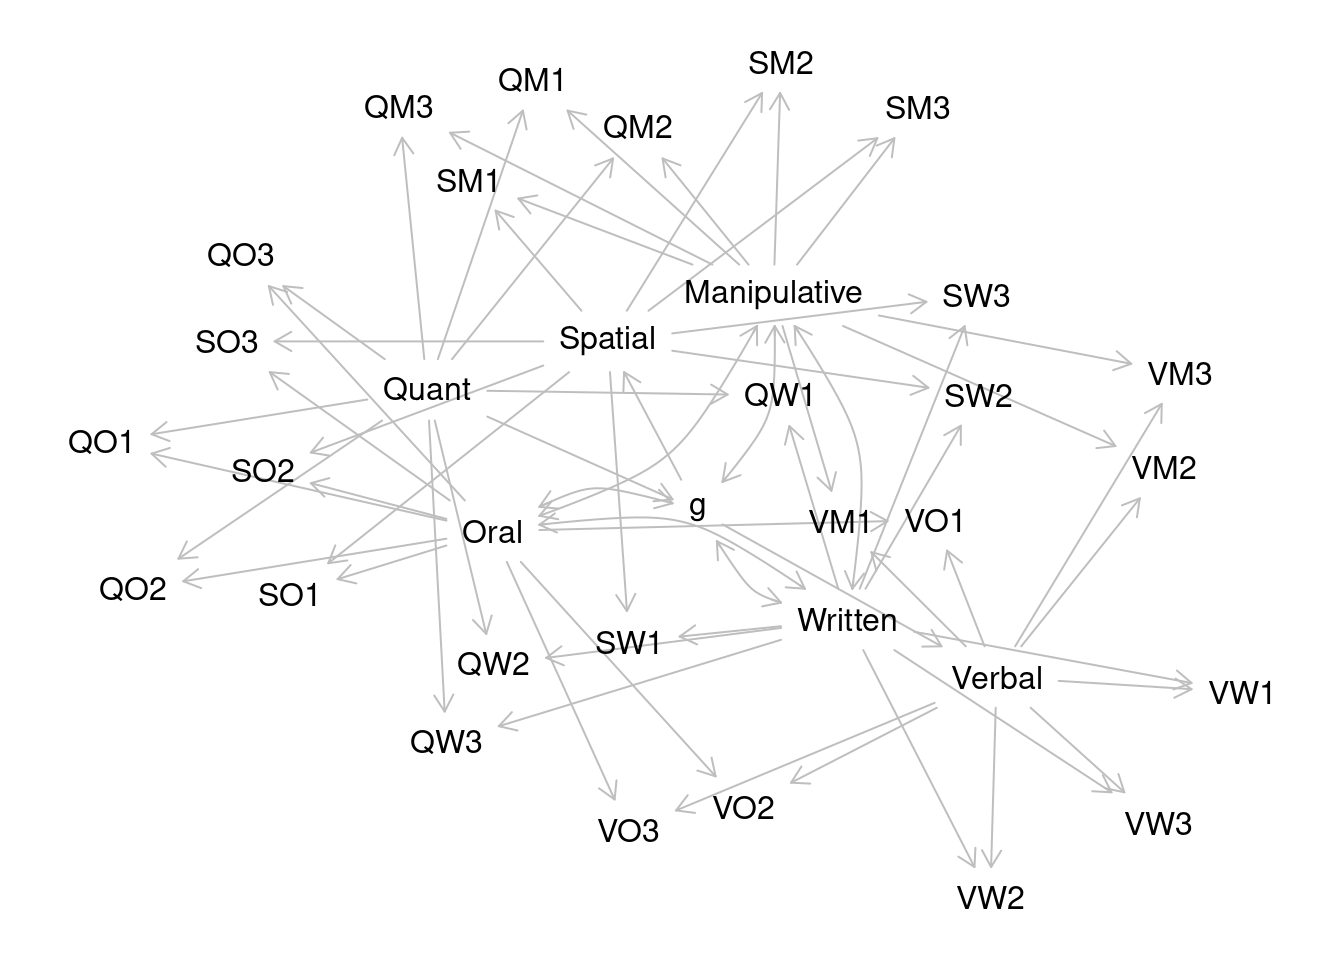 SM2
QM1
QM3
SM3
QM2
SM1
QO3
Manipulative
SW3
Spatial
SO3
VM3
Quant
QW1
SW2
QO1
SO2
VM2
g
VM1
VO1
Oral
QO2
SO1
Written
SW1
QW2
Verbal
VW1
QW3
VO2
VW3
VO3
VW2